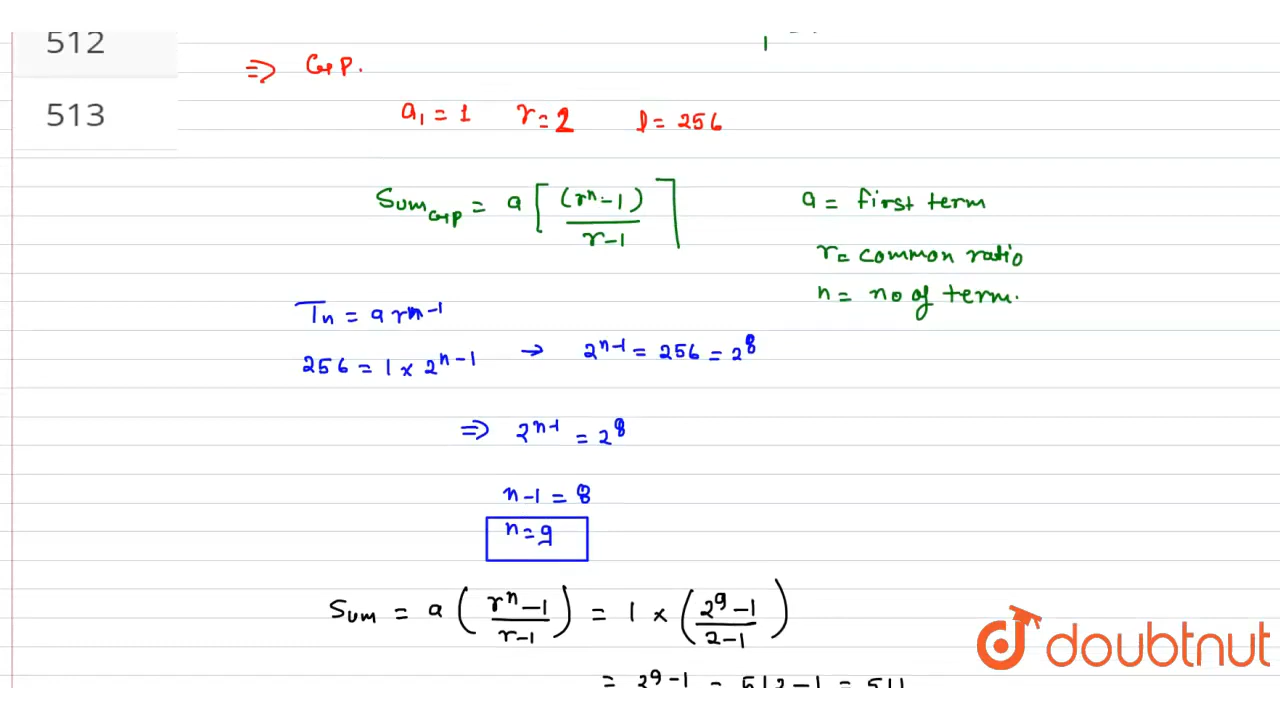 512
⇒ G.P.
513
a₁ = 1 r = 2 l = 256
Sum_GP = a [ (rⁿ - 1) / r - 1 ]
a = first term
r = common ratio
n = no of term.
Tₙ = a rⁿ⁻¹
256 = 1 × 2ⁿ⁻¹ → 2ⁿ⁻¹ = 256 = 2⁸
⇒ 2ⁿ⁻¹ = 2⁸
n - 1 = 8
n = 9
Sum = a ( rⁿ - 1 / r - 1 ) = 1 × ( 2⁹ - 1 / 2 - 1 )
doubtnut
= 2⁹ - 1 = 512 - 1 = 511